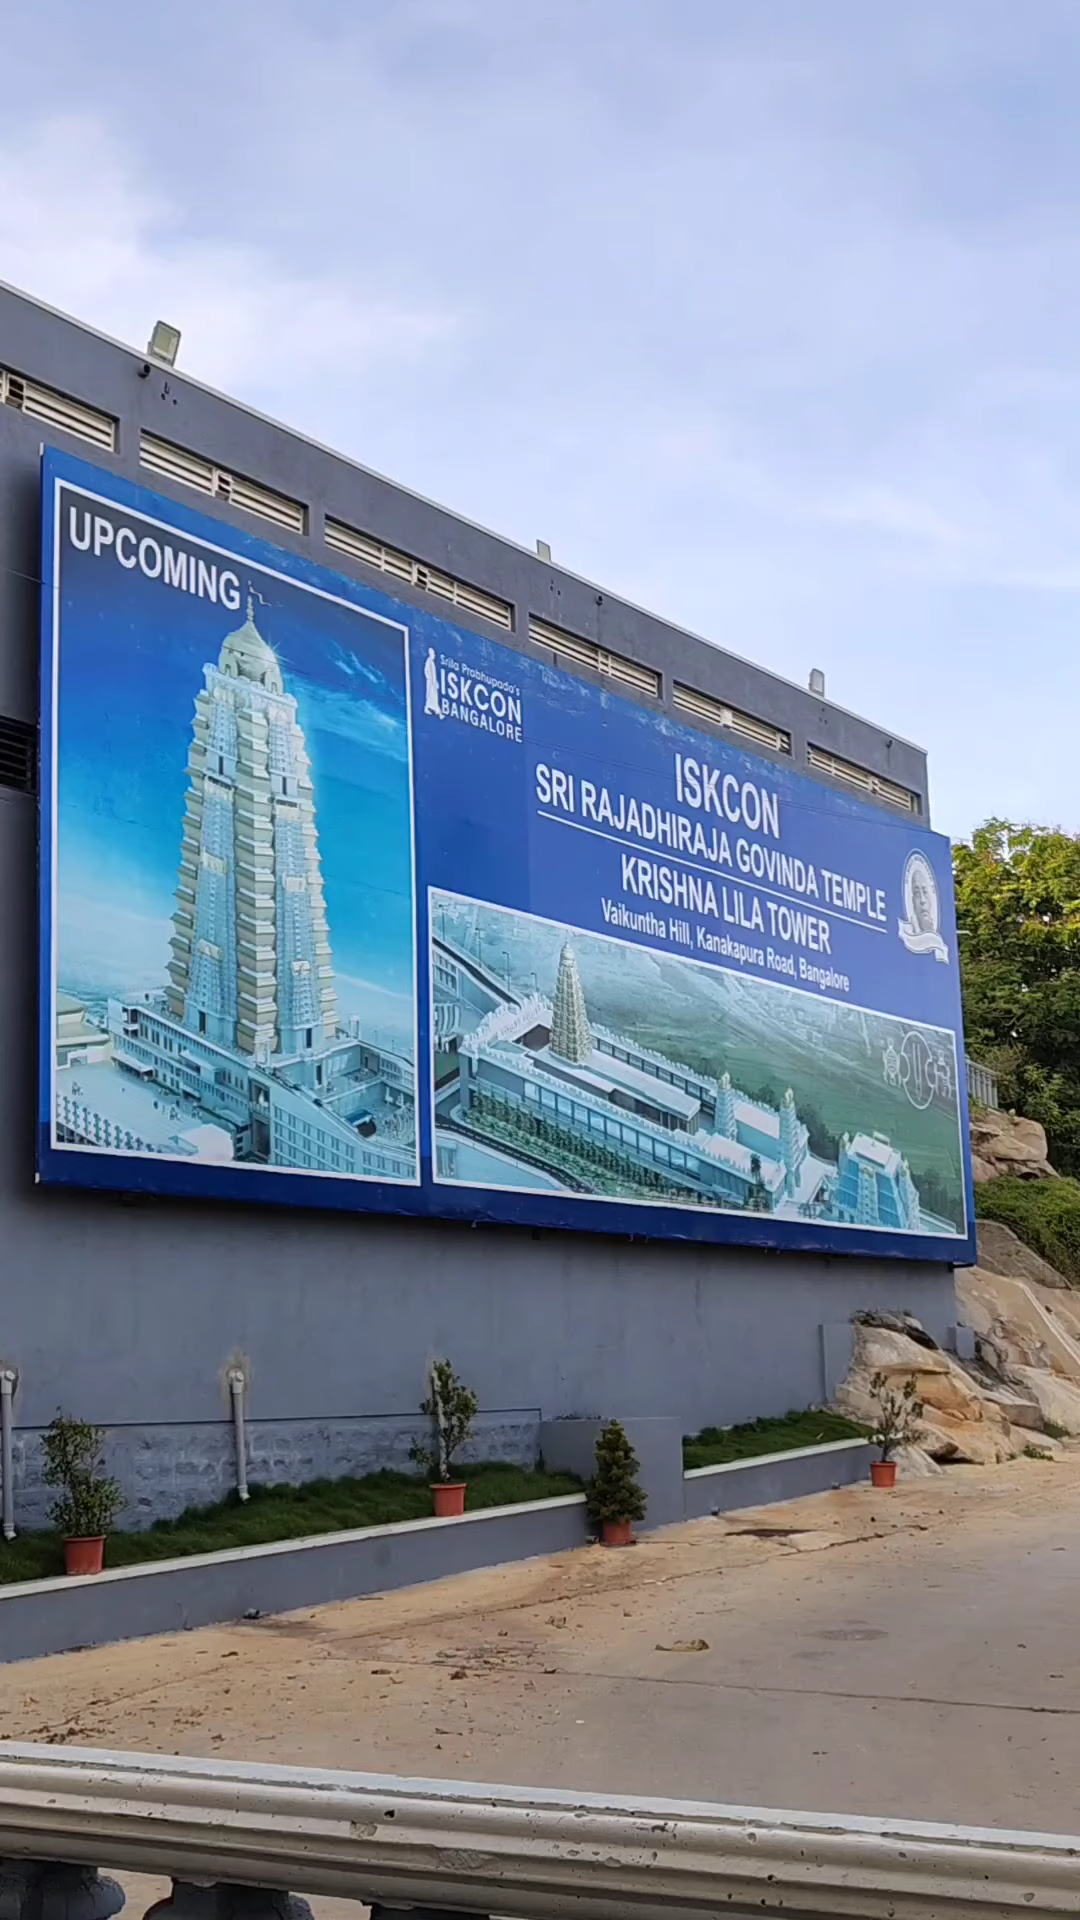 UPCOMING
Srila Prabhupada's
ISKCON
BANGALORE
ISKCON
SRI RAJADHIRAJA GOVINDA TEMPLE
KRISHNA LILA TOWER
Vaikuntha Hill, Kanakapura Road, Bangalore